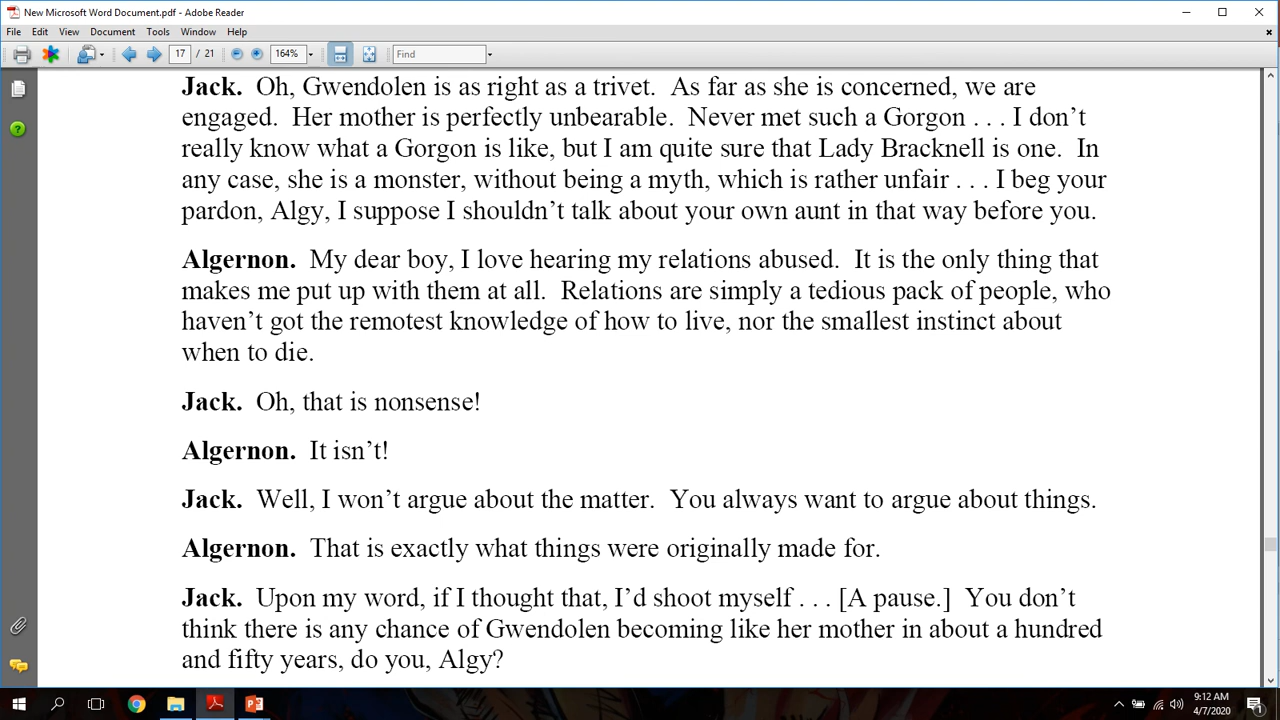 New Microsoft Word Document.pdf - Adobe Reader
File Edit View Document Tools Window Help
17 / 21 164% Find
Jack. Oh, Gwendolen is as right as a trivet. As far as she is concerned, we are
engaged. Her mother is perfectly unbearable. Never met such a Gorgon . . . I don’t
really know what a Gorgon is like, but I am quite sure that Lady Bracknell is one. In
any case, she is a monster, without being a myth, which is rather unfair . . . I beg your
pardon, Algy, I suppose I shouldn’t talk about your own aunt in that way before you.
Algernon. My dear boy, I love hearing my relations abused. It is the only thing that
makes me put up with them at all. Relations are simply a tedious pack of people, who
haven’t got the remotest knowledge of how to live, nor the smallest instinct about
when to die.
Jack. Oh, that is nonsense!
Algernon. It isn’t!
Jack. Well, I won’t argue about the matter. You always want to argue about things.
Algernon. That is exactly what things were originally made for.
Jack. Upon my word, if I thought that, I’d shoot myself . . . [A pause.] You don’t
think there is any chance of Gwendolen becoming like her mother in about a hundred
and fifty years, do you, Algy?
9:12 AM
4/7/2020